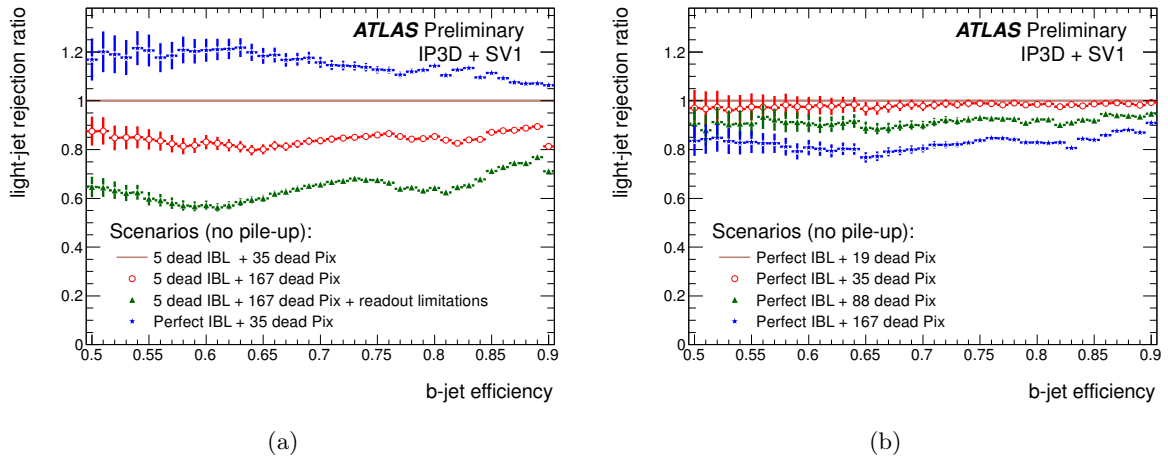 light-jet rejection ratio
ATLAS Preliminary
IP3D + SV1
1.2
1
0.8
0.6
0.4
0.2
0
Scenarios (no pile-up):
5 dead IBL + 35 dead Pix
5 dead IBL + 167 dead Pix
5 dead IBL + 167 dead Pix + readout limitations
Perfect IBL + 35 dead Pix
0.5 0.55 0.6 0.65 0.7 0.75 0.8 0.85 0.9
b-jet efficiency
(a)
light-jet rejection ratio
ATLAS Preliminary
IP3D + SV1
1.2
1
0.8
0.6
0.4
0.2
0
Scenarios (no pile-up):
Perfect IBL + 19 dead Pix
Perfect IBL + 35 dead Pix
Perfect IBL + 88 dead Pix
Perfect IBL + 167 dead Pix
0.5 0.55 0.6 0.65 0.7 0.75 0.8 0.85 0.9
b-jet efficiency
(b)